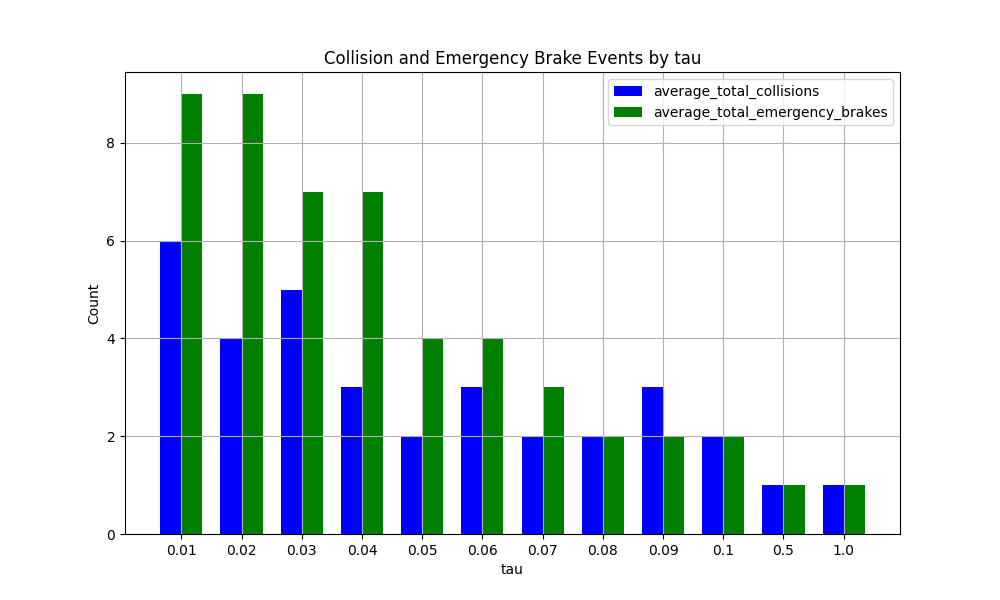 Collision and Emergency Brake Events by tau
average_total_collisions
average_total_emergency_brakes
Count
8
6
4
2
0
0.01 0.02 0.03 0.04 0.05 0.06 0.07 0.08 0.09 0.1 0.5 1.0
tau